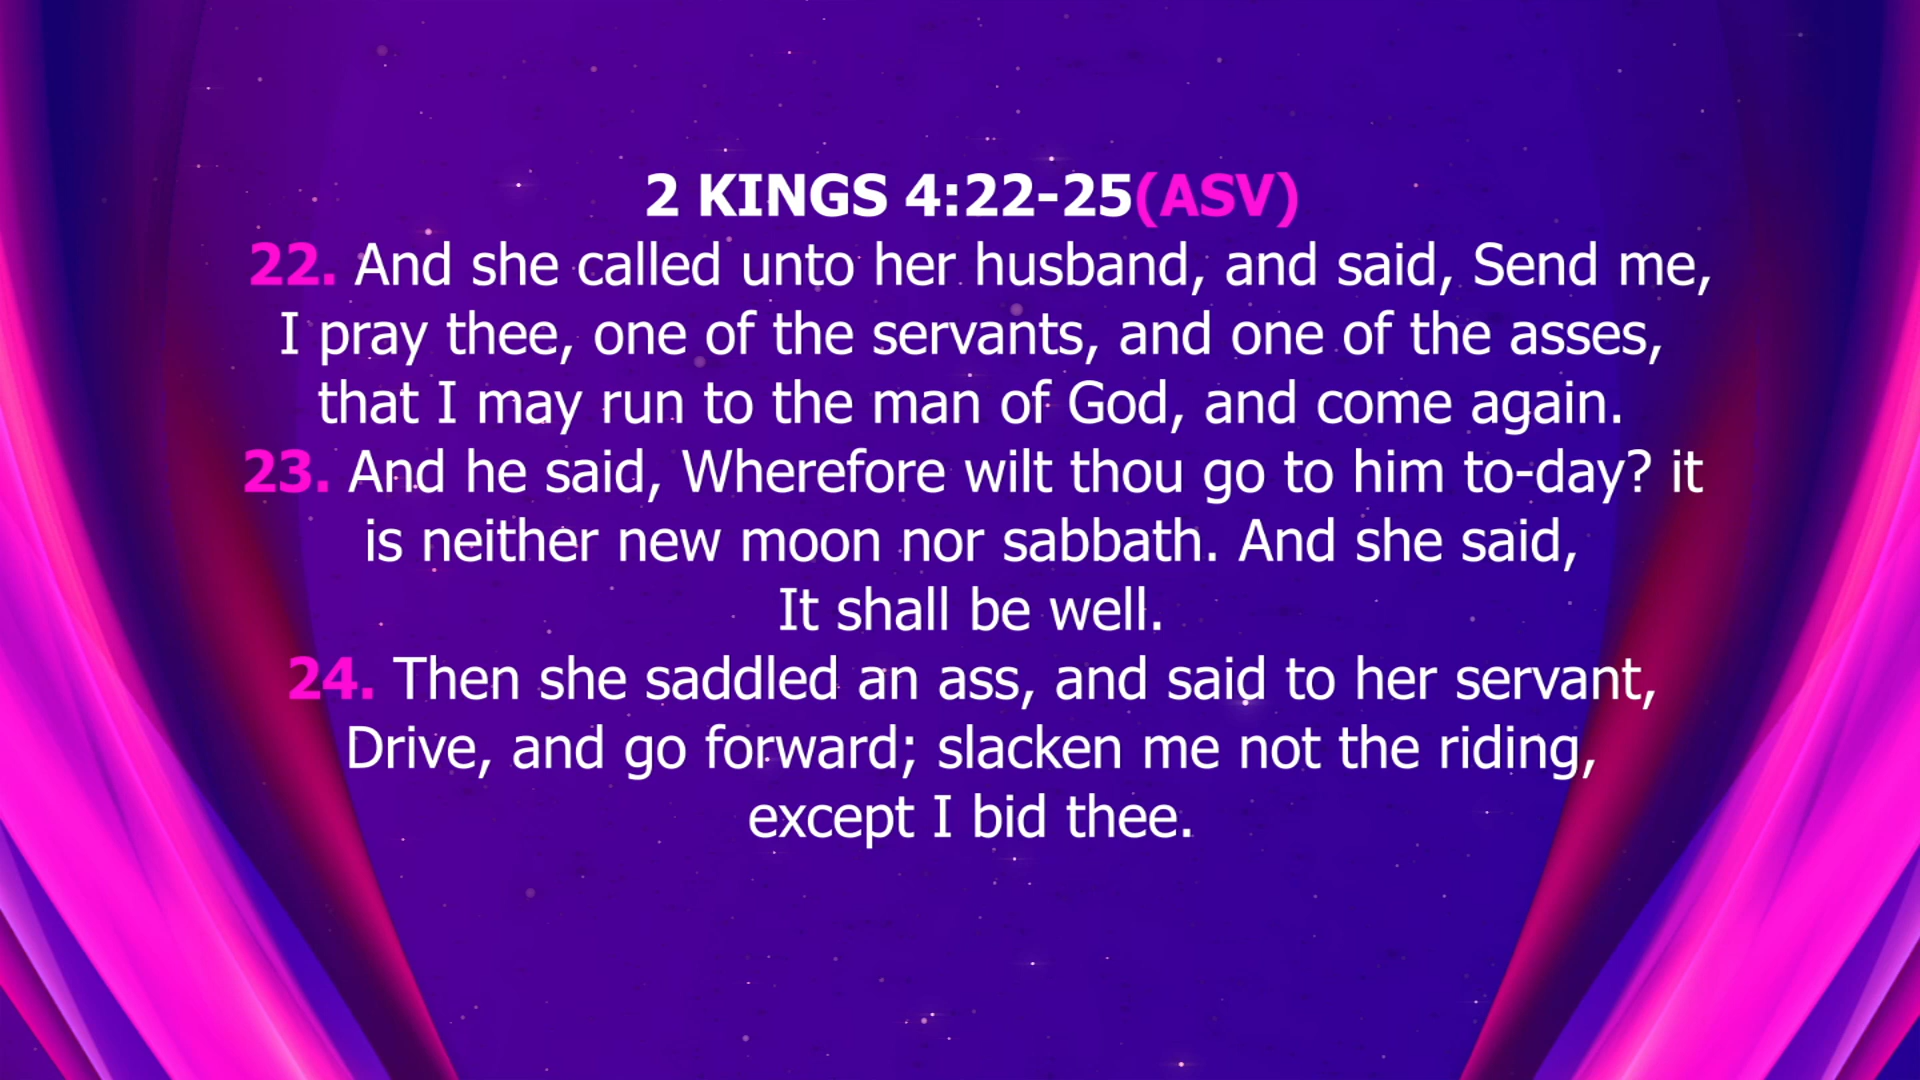 2 KINGS 4:22-25(ASV)
22. And she called unto her husband, and said, Send me,
I pray thee, one of the servants, and one of the asses,
that I may run to the man of God, and come again.
23. And he said, Wherefore wilt thou go to him to-day? it
is neither new moon nor sabbath. And she said,
It shall be well.
24. Then she saddled an ass, and said to her servant,
Drive, and go forward; slacken me not the riding,
except I bid thee.